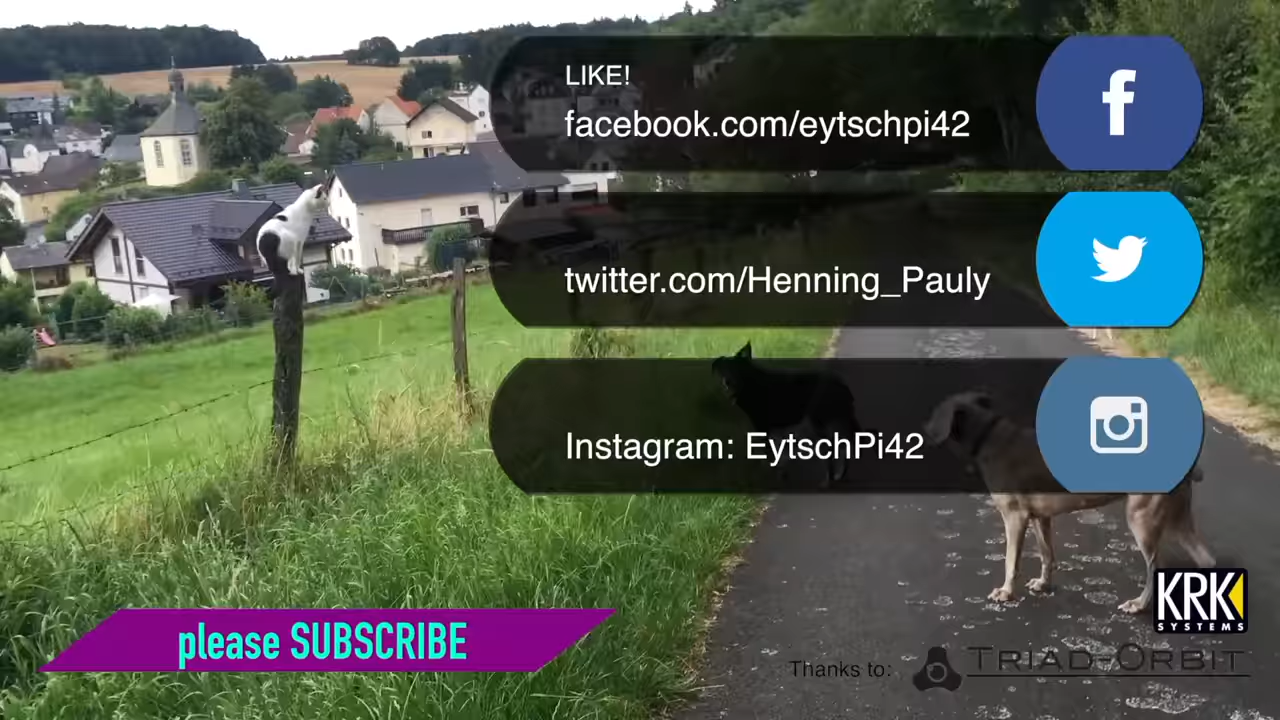 LIKE!
facebook.com/eytschpi42
twitter.com/Henning_Pauly
Instagram: EytschPi42
please SUBSCRIBE
KRK
SYSTEMS
Thanks to: TRIAD-ORBIT